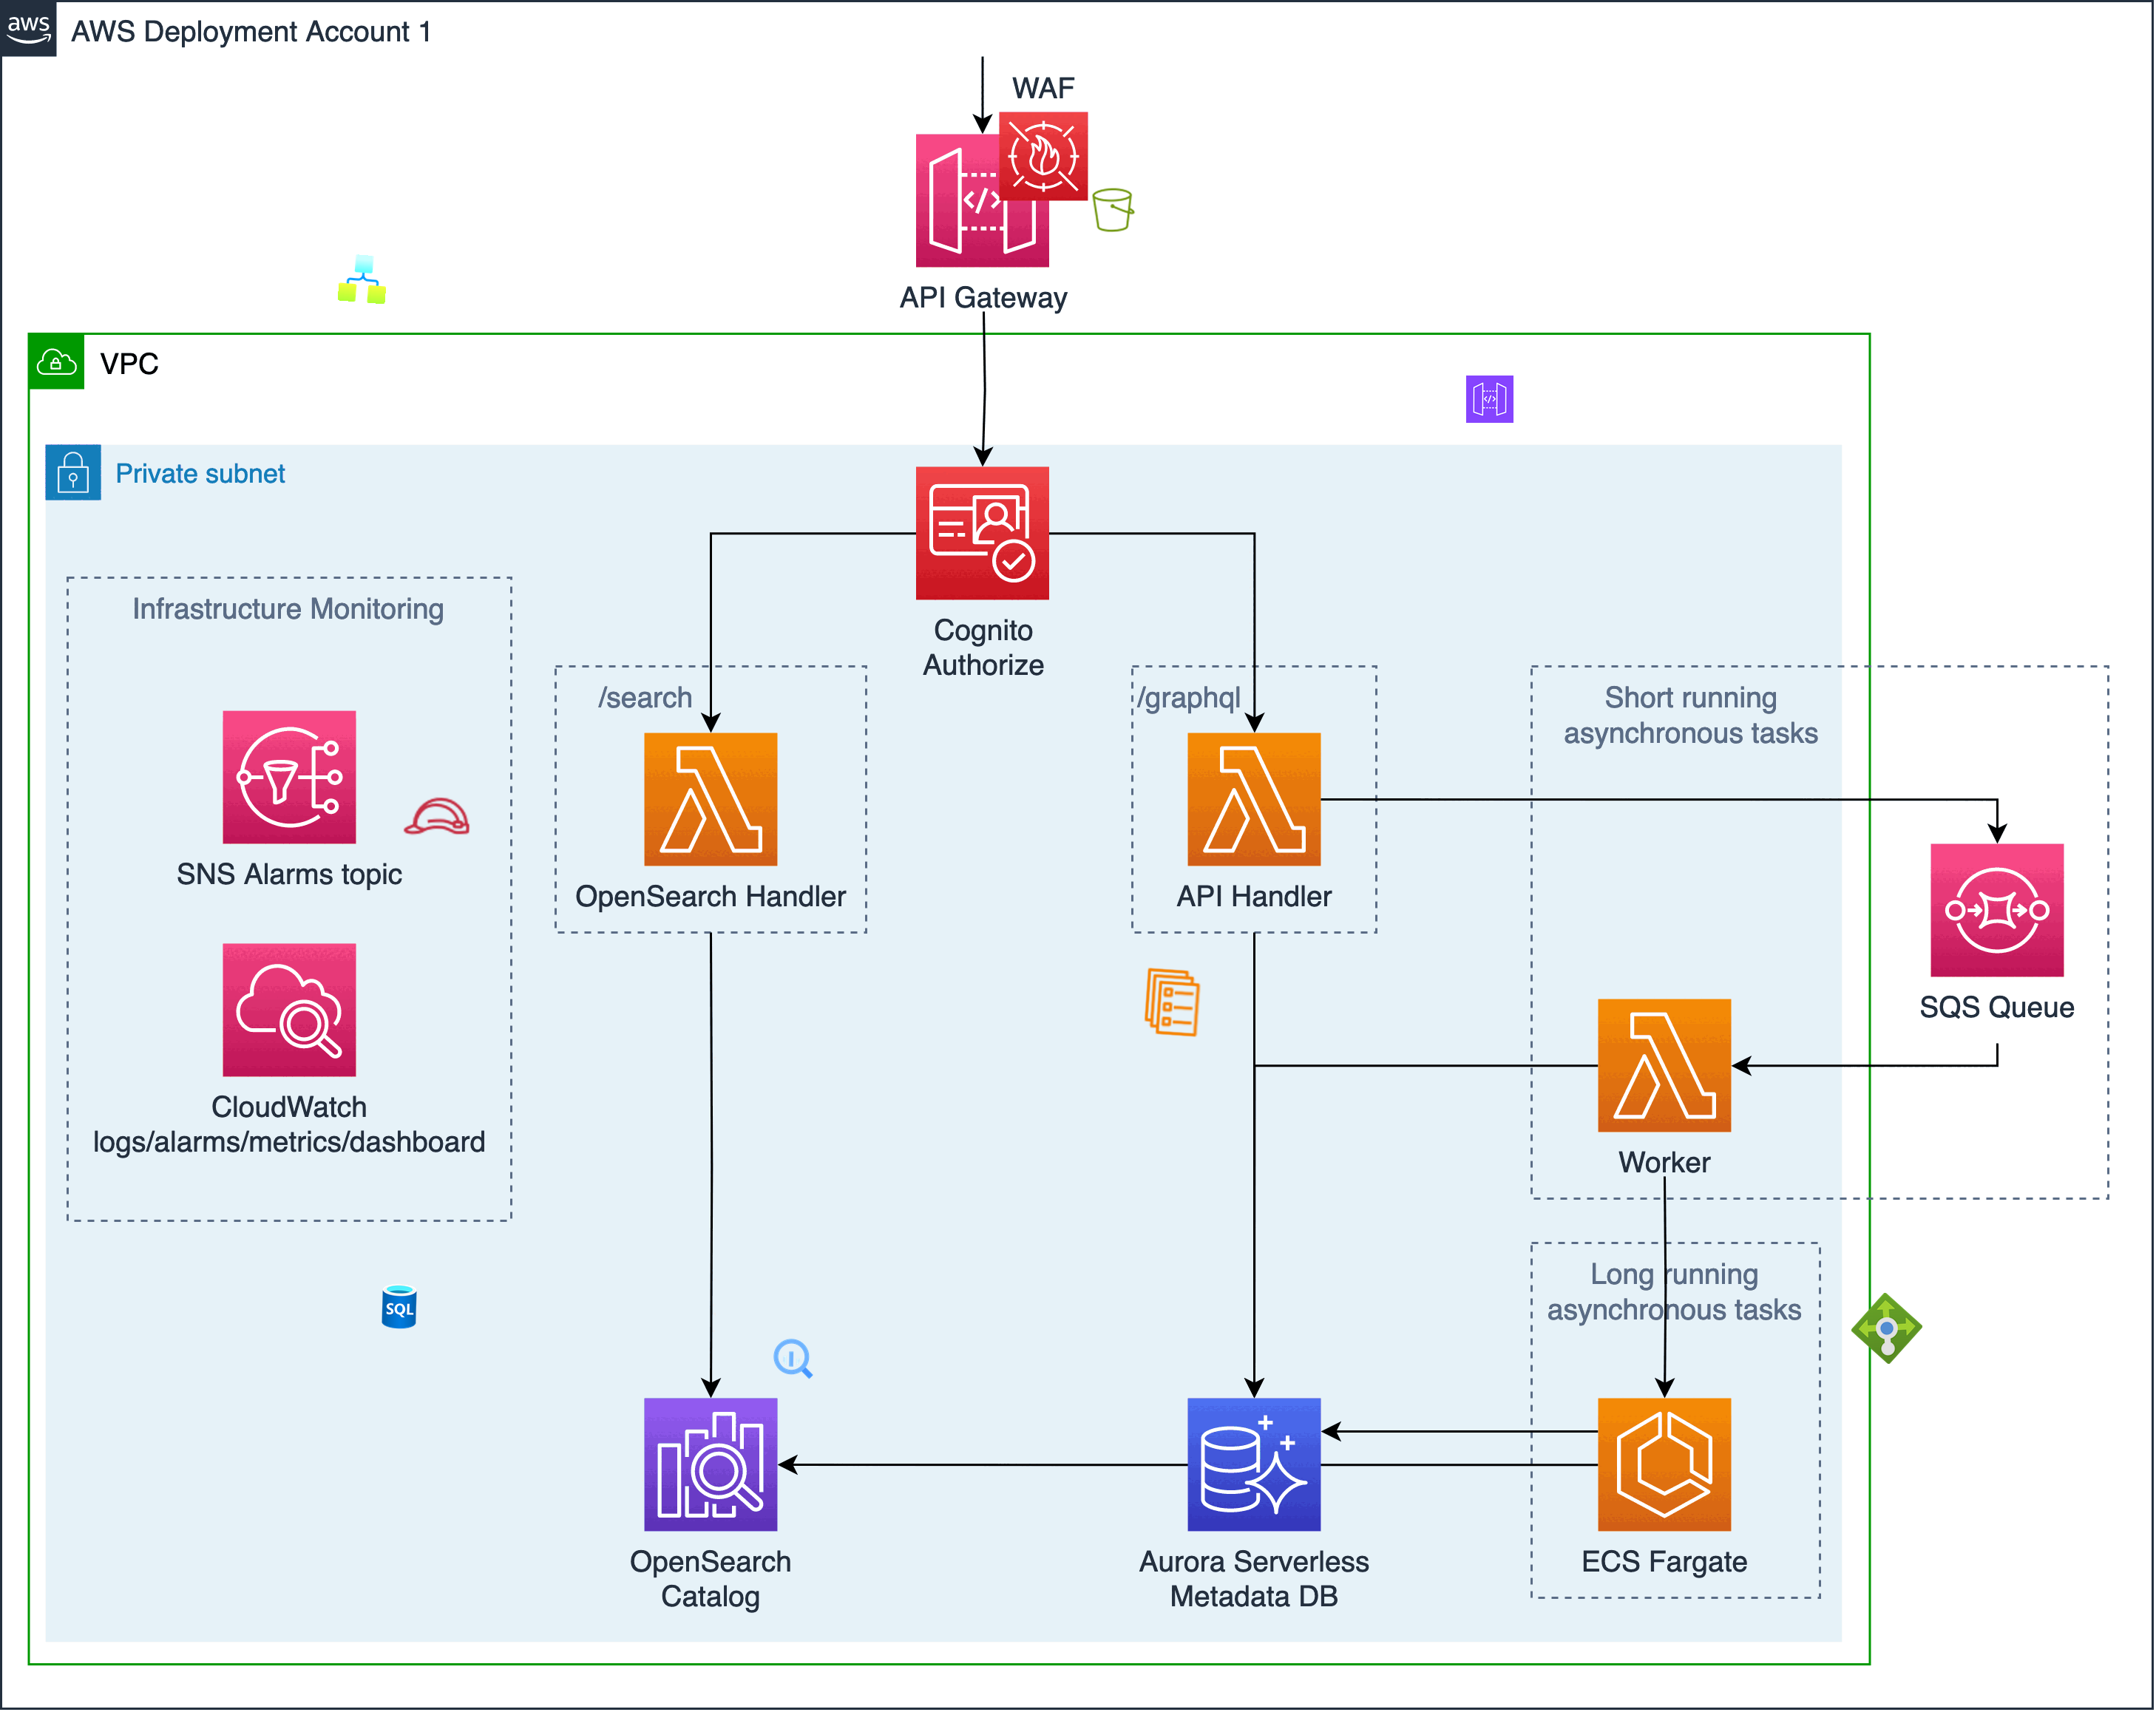 aws
AWS Deployment Account 1
WAF
API Gateway
VPC
Private subnet
Cognito
Authorize
Infrastructure Monitoring
/search
/graphql
Short running
asynchronous tasks
SNS Alarms topic
OpenSearch Handler
API Handler
SQS Queue
CloudWatch
logs/alarms/metrics/dashboard
Worker
Long running
asynchronous tasks
SQL
OpenSearch
Catalog
Aurora Serverless
Metadata DB
ECS Fargate